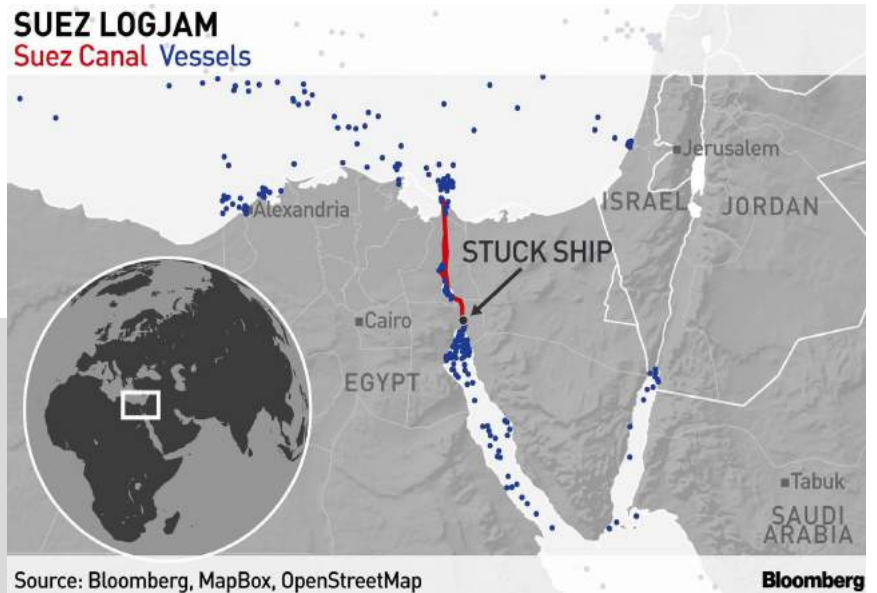 SUEZ LOGJAM
Suez Canal Vessels
Jerusalem
Alexandria
ISRAEL
JORDAN
STUCK SHIP
Cairo
EGYPT
Tabuk
SAUDI
ARABIA
Source: Bloomberg, MapBox, OpenStreetMap
Bloomberg